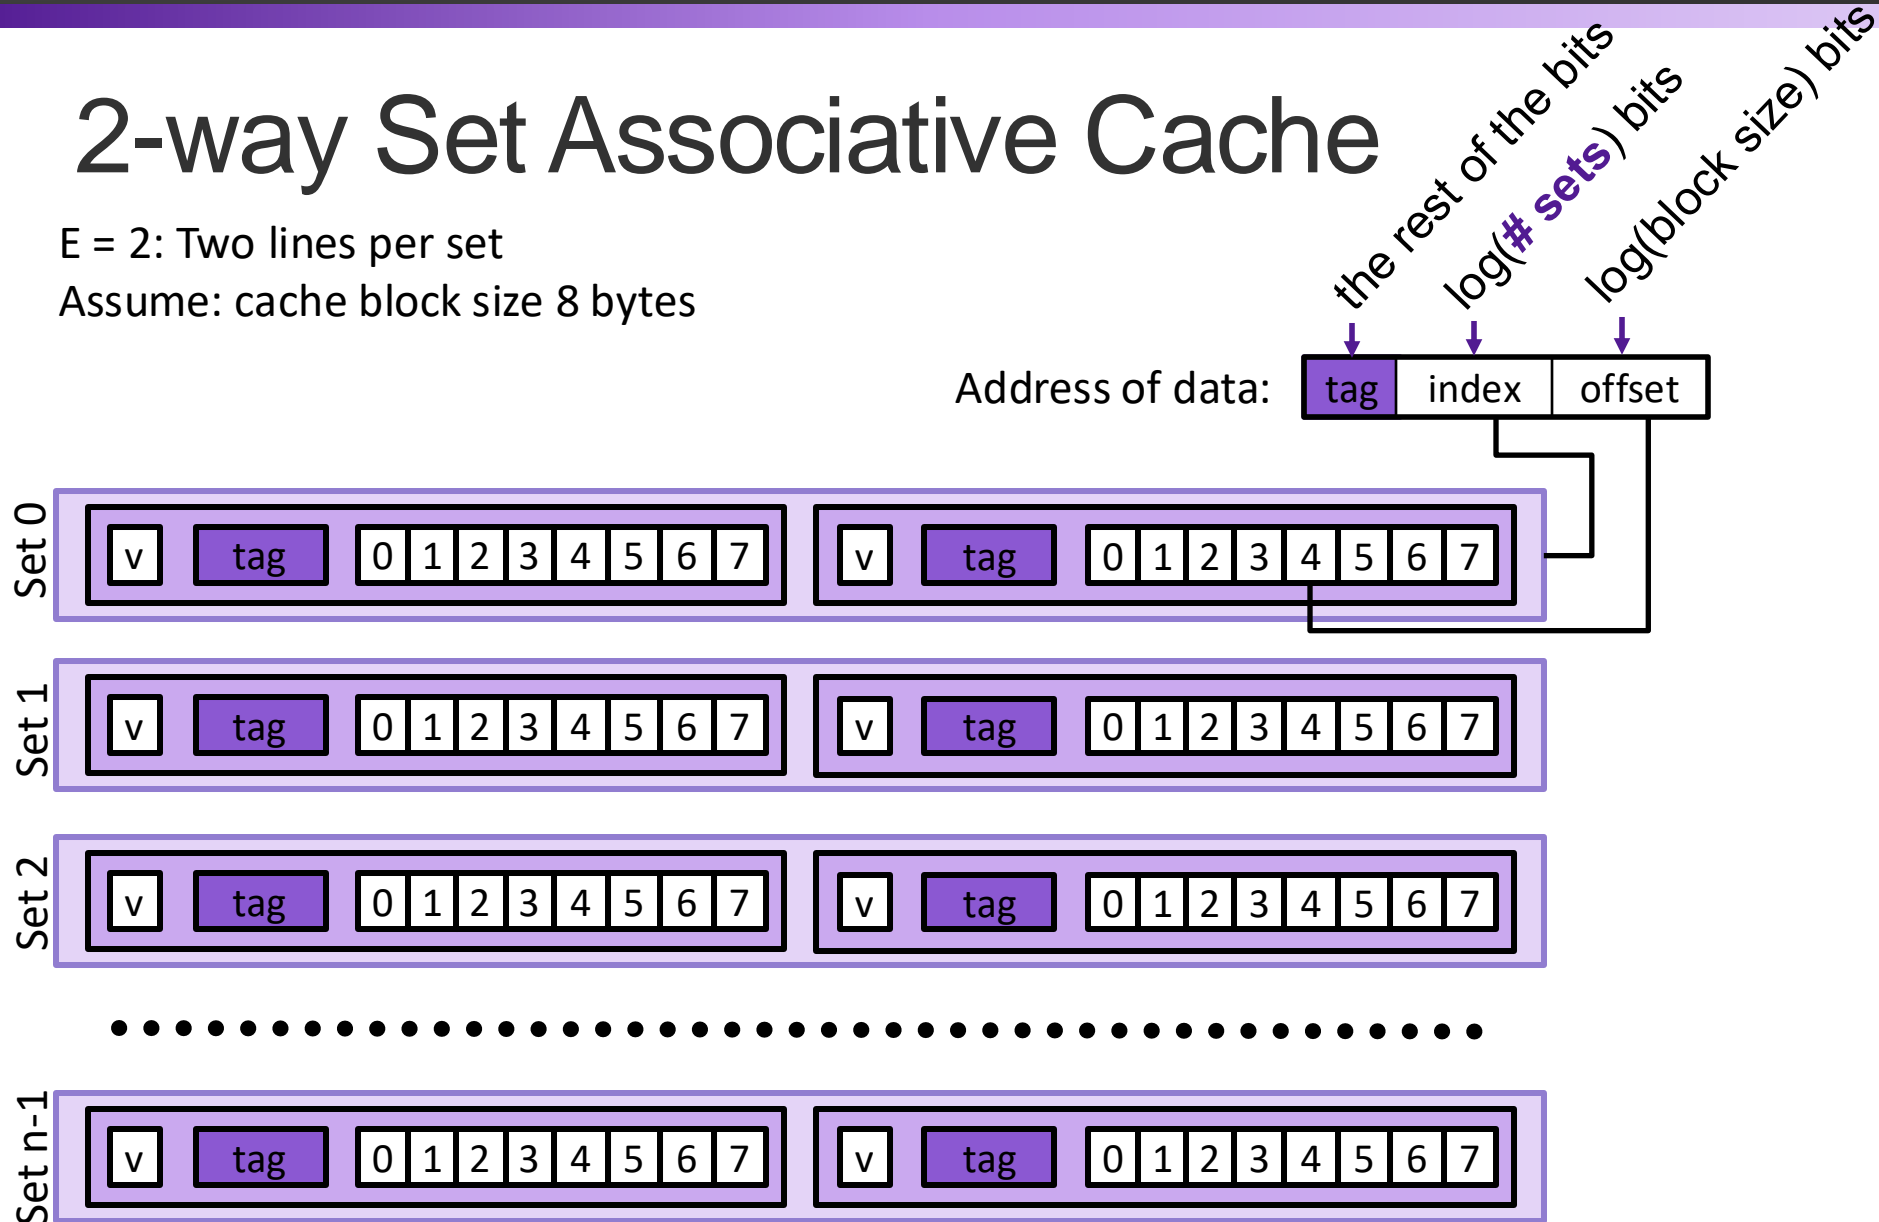 2-way Set Associative Cache
E = 2: Two lines per set
Assume: cache block size 8 bytes
the rest of the bits
log(# sets) bits
log(block size) bits
Address of data:
tag index offset
Set 0
v tag 0 1 2 3 4 5 6 7 v tag 0 1 2 3 4 5 6 7
Set 1
v tag 0 1 2 3 4 5 6 7 v tag 0 1 2 3 4 5 6 7
Set 2
v tag 0 1 2 3 4 5 6 7 v tag 0 1 2 3 4 5 6 7
Set n-1
v tag 0 1 2 3 4 5 6 7 v tag 0 1 2 3 4 5 6 7